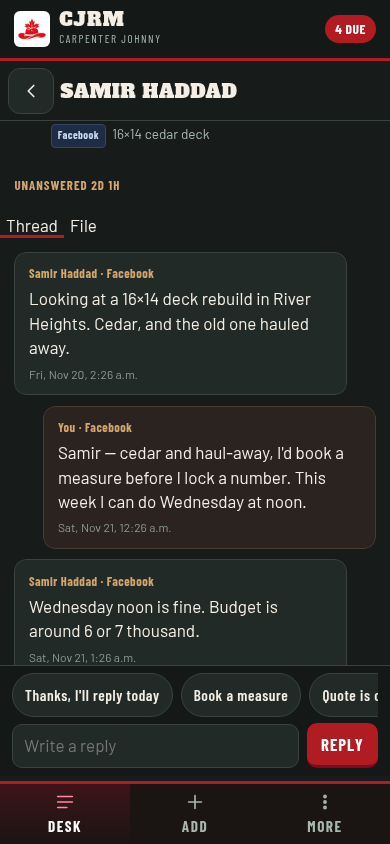 CJRM
CARPENTER JOHNNY
4 DUE
SAMIR HADDAD
Facebook 16×14 cedar deck
UNANSWERED 2D 1H
Thread File
Samir Haddad · Facebook
Looking at a 16×14 deck rebuild in River
Heights. Cedar, and the old one hauled
away.
Fri, Nov 20, 2:26 a.m.
You · Facebook
Samir — cedar and haul-away, I'd book a
measure before I lock a number. This
week I can do Wednesday at noon.
Sat, Nov 21, 12:26 a.m.
Samir Haddad · Facebook
Wednesday noon is fine. Budget is
around 6 or 7 thousand.
Sat, Nov 21, 1:26 a.m.
Thanks, I'll reply today Book a measure Quote is
Write a reply REPLY
DESK ADD MORE